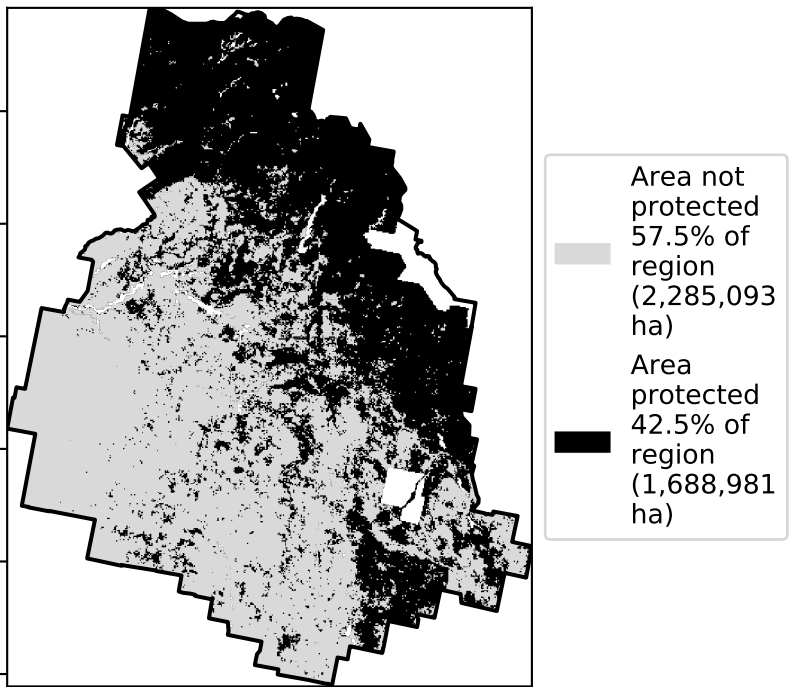 Area not
protected
57.5% of
region
(2,285,093
ha)
Area
protected
42.5% of
region
(1,688,981
ha)